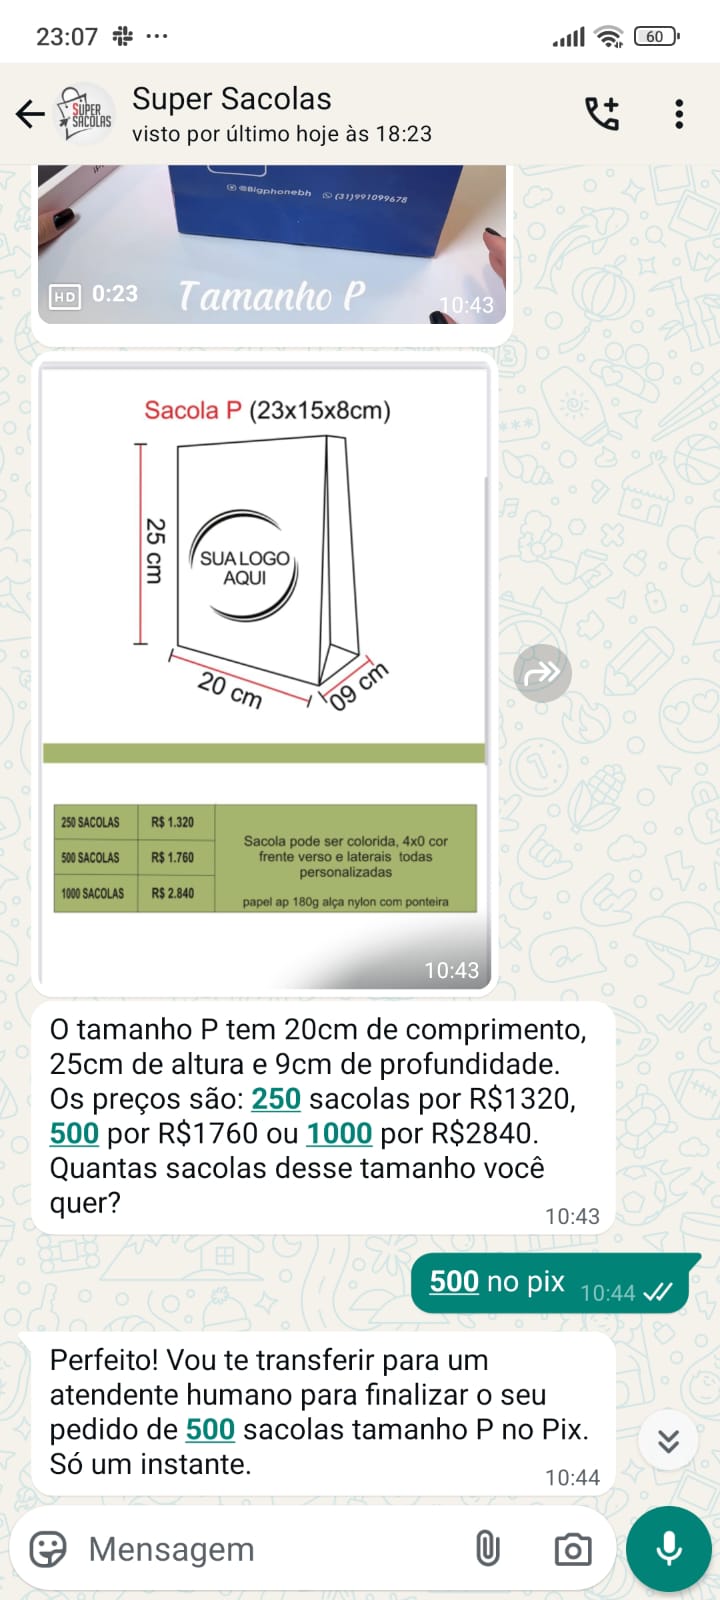 23:07
60
SUPER
SACOLAS
Super Sacolas
visto por último hoje às 18:23
@Bigphonebh (31)991099678
HD 0:23 Tamanho P 10:43
Sacola P (23x15x8cm)
25 cm
SUA LOGO
AQUI
20 cm
09 cm
250 SACOLAS R$ 1.320
500 SACOLAS R$ 1.760
1000 SACOLAS R$ 2.840
Sacola pode ser colorida, 4x0 cor
frente verso e laterais todas
personalizadas
papel ap 180g alça nylon com ponteira
10:43
O tamanho P tem 20cm de comprimento,
25cm de altura e 9cm de profundidade.
Os preços são: 250 sacolas por R$1320,
500 por R$1760 ou 1000 por R$2840.
Quantas sacolas desse tamanho você
quer?
10:43
500 no pix 10:44
Perfeito! Vou te transferir para um
atendente humano para finalizar o seu
pedido de 500 sacolas tamanho P no Pix.
Só um instante.
10:44
Mensagem